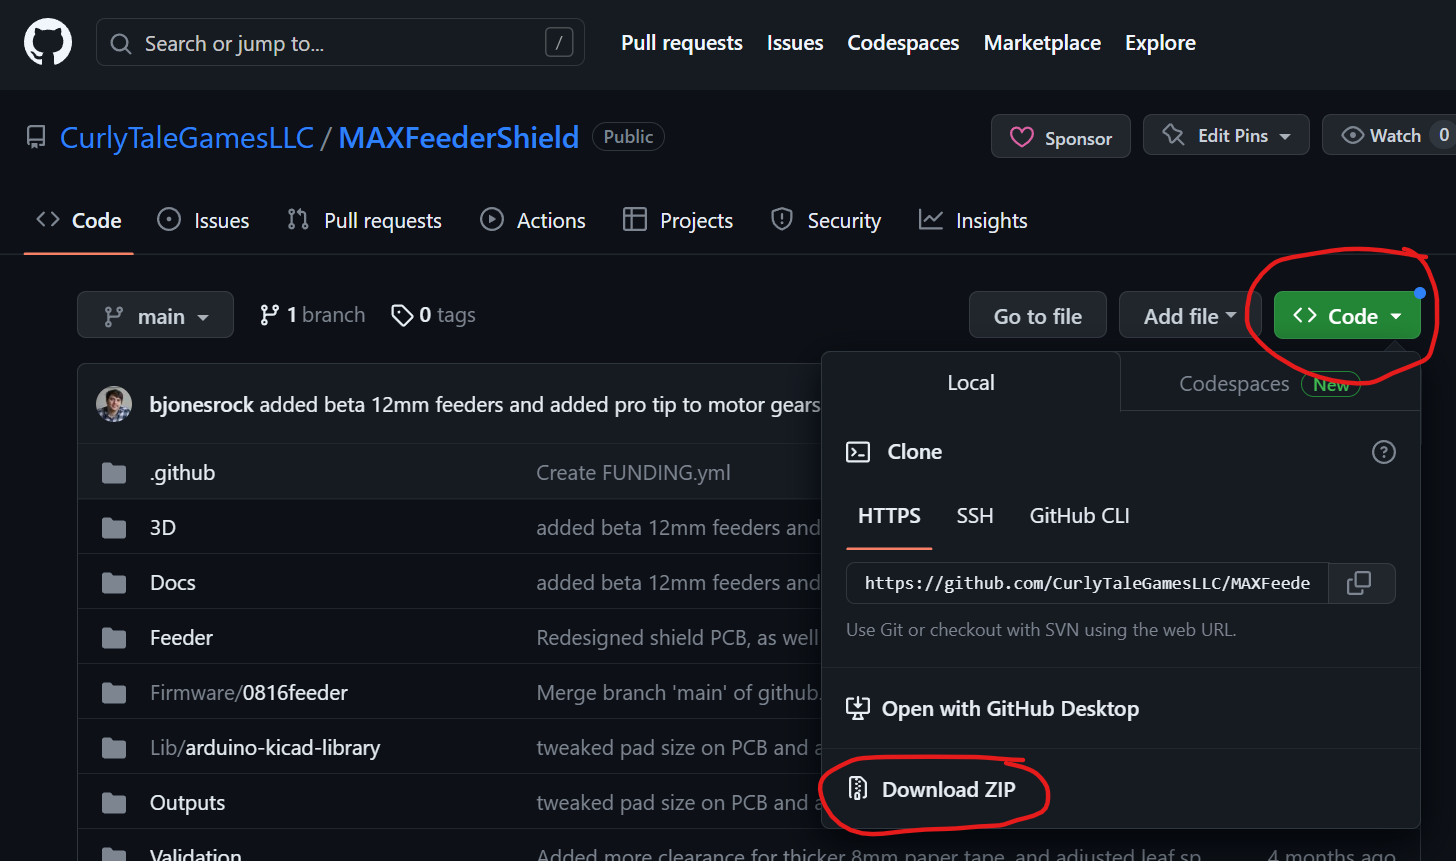 Search or jump to... /
Pull requests Issues Codespaces Marketplace Explore
CurlyTaleGamesLLC / MAXFeederShield Public
Sponsor Edit Pins Watch 0
Code Issues Pull requests Actions Projects Security Insights
main 1 branch 0 tags
Go to file Add file Code
bjonesrock added beta 12mm feeders and added pro tip to motor gears
.github Create FUNDING.yml
3D added beta 12mm feeders and
Docs added beta 12mm feeders and
Feeder Redesigned shield PCB, as well
Firmware/0816feeder Merge branch 'main' of github.
Lib/arduino-kicad-library tweaked pad size on PCB and a
Outputs tweaked pad size on PCB and a
Validation Added more clearance for thicker 8mm paper tape, and adjusted leaf sp 4 months ago
Local Codespaces New
Clone ?
HTTPS SSH GitHub CLI
https://github.com/CurlyTaleGamesLLC/MAXFeede
Use Git or checkout with SVN using the web URL.
Open with GitHub Desktop
Download ZIP